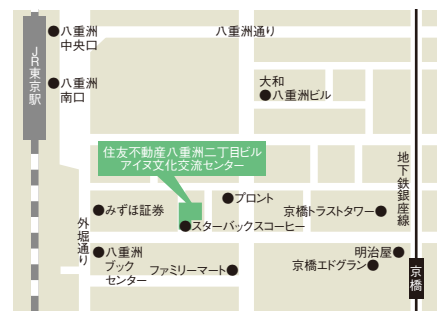 八重洲
中央口
八重洲通り
JR東京駅
八重洲
南口
大和
八重洲ビル
住友不動産八重洲二丁目ビル
アイヌ文化交流センター
地下鉄銀座線
みずほ証券
プロント
京橋トラストタワー
外堀通り
スターバックスコーヒー
八重洲
ブック
センター
ファミリーマート
明治屋
京橋エドグラン
京橋